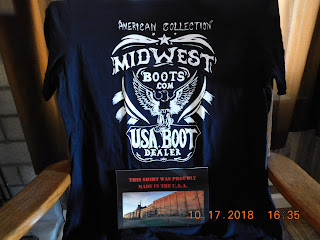 AMERICAN COLLECTION
MIDWEST
BOOTS
.COM
U.S.A. BOOT
DEALER
THIS SHIRT WAS PROUDLY
MADE IN THE U.S.A.
10.17.2018 16:35